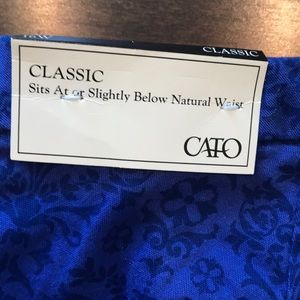 CLASSIC
CLASSIC
Sits At or Slightly Below Natural Waist
CATO